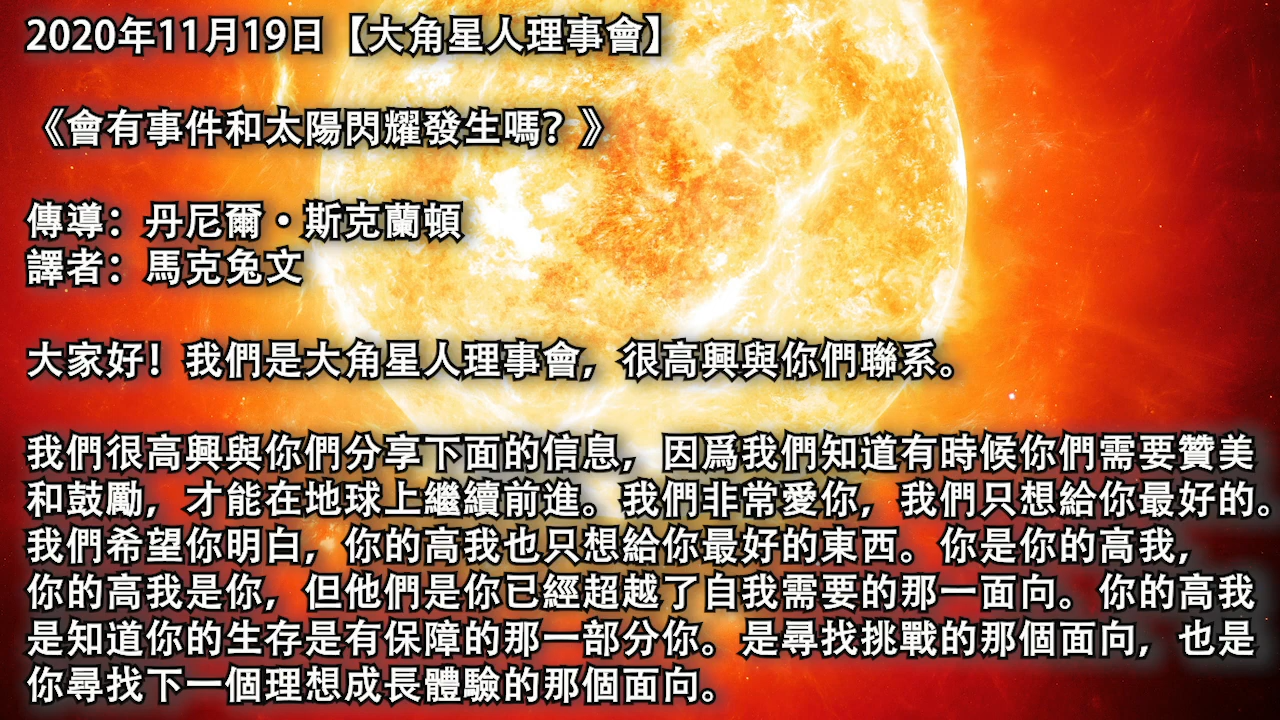 2020年11月19日【大角星人理事會】
《會有事件和太陽閃耀發生嗎？》
傳導：丹尼爾・斯克蘭頓
譯者：馬克兔文
大家好！我們是大角星人理事會，很高興與你們聯系。
我們很高興與你們分享下面的信息，因爲我們知道有時候你們需要贊美
和鼓勵，才能在地球上繼續前進。我們非常愛你，我們只想給你最好的。
我們希望你明白，你的高我也只想給你最好的東西。你是你的高我，
你的高我是你，但他們是你已經超越了自我需要的那一面向。你的高我
是知道你的生存是有保障的那一部分你。是尋找挑戰的那個面向，也是
你尋找下一個理想成長體驗的那個面向。